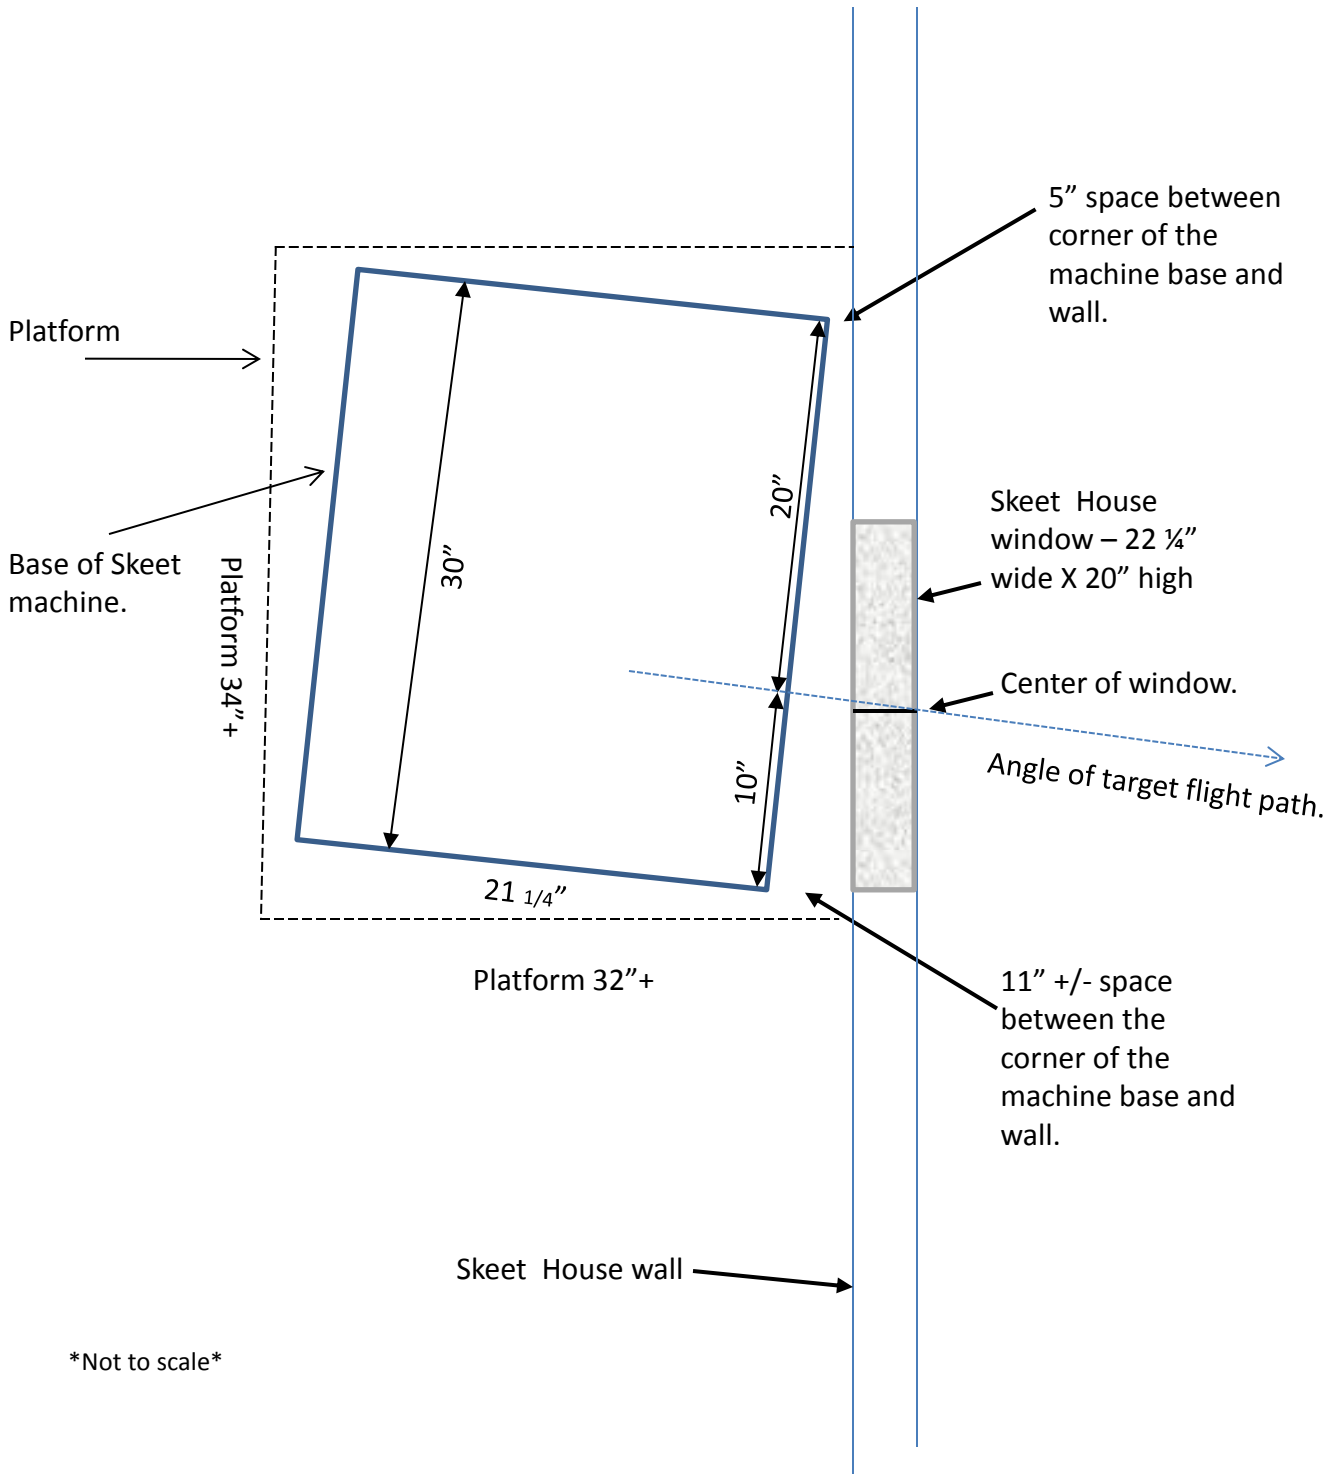 5” space between
corner of the
machine base and
wall.
Platform
Skeet  House
window – 22 ¼”
wide X 20” high
Base of Skeet
machine.
Platform 34”+
30”
20”
10”
Center of window.
Angle of target flight path.
21 1/4”
Platform 32”+
11” +/- space
between the
corner of the
machine base and
wall.
Skeet  House wall
*Not to scale*